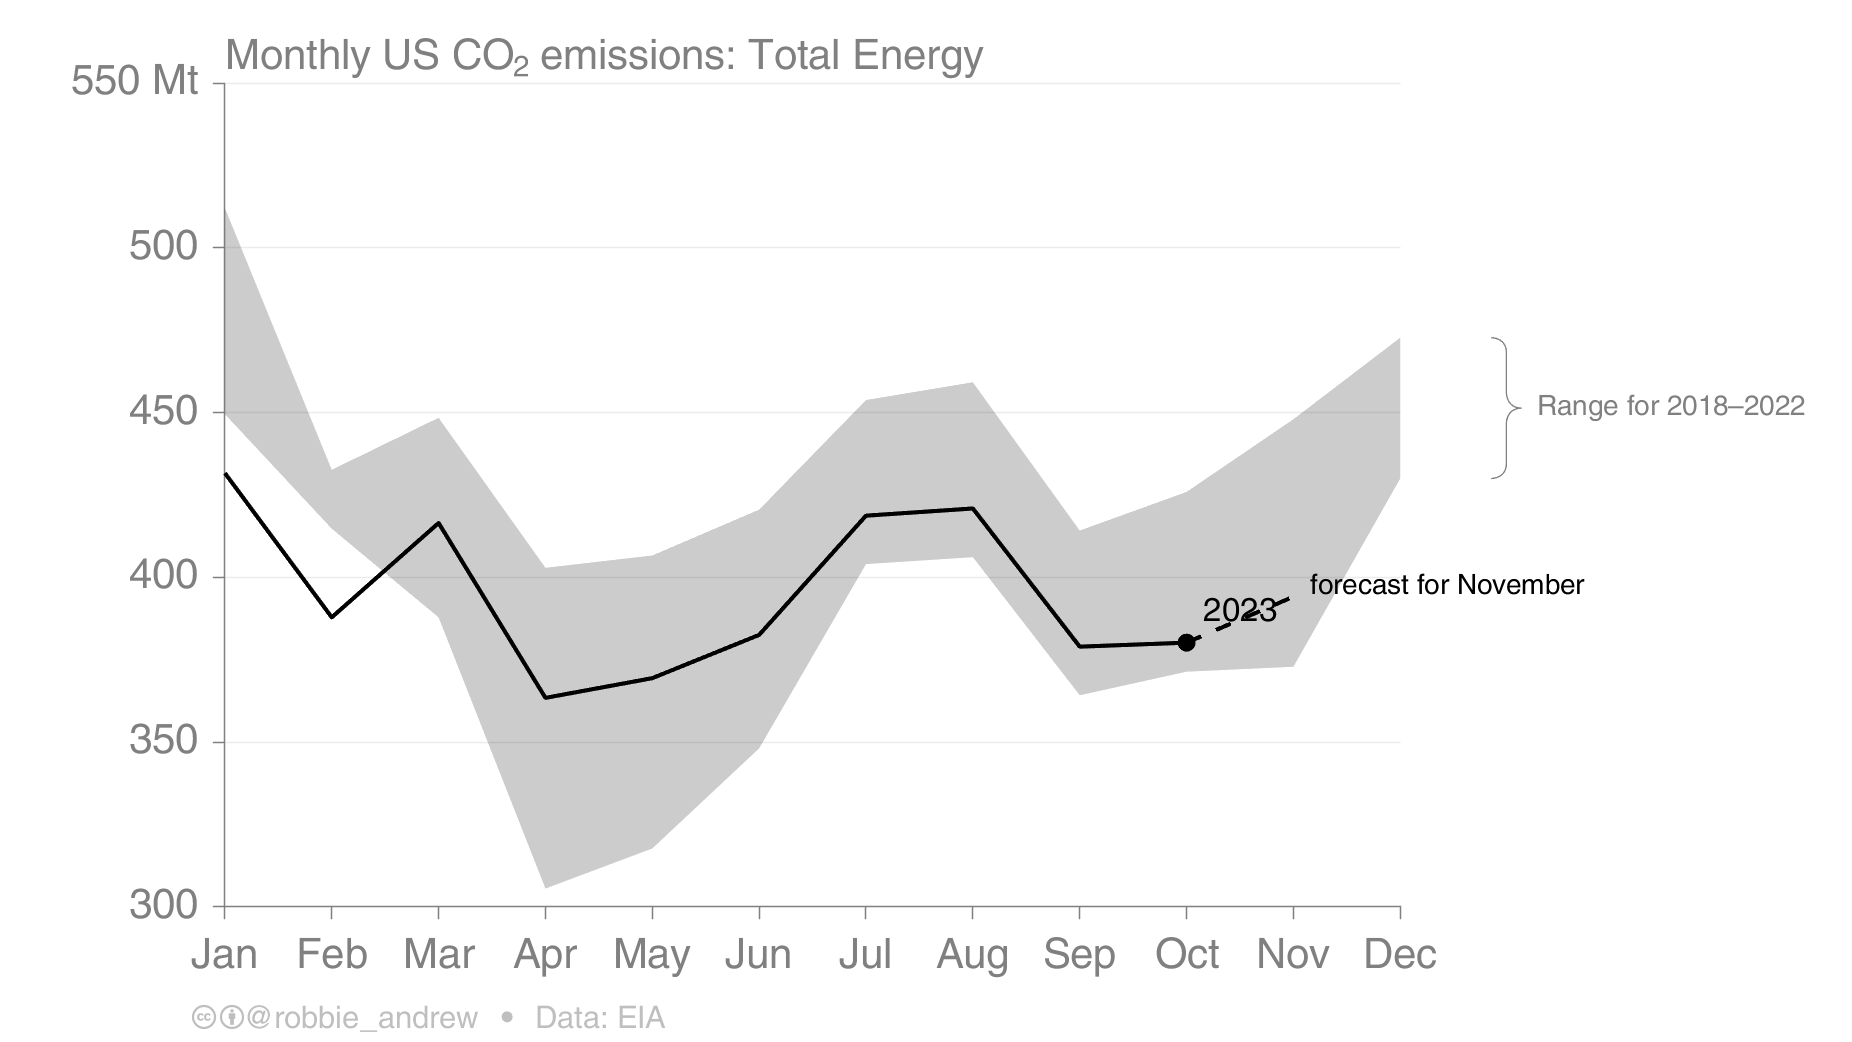 Monthly US CO₂ emissions: Total Energy
550 Mt
500
450
400
350
300
Range for 2018–2022
forecast for November
2023
Jan Feb Mar Apr May Jun Jul Aug Sep Oct Nov Dec
cc @robbie_andrew • Data: EIA